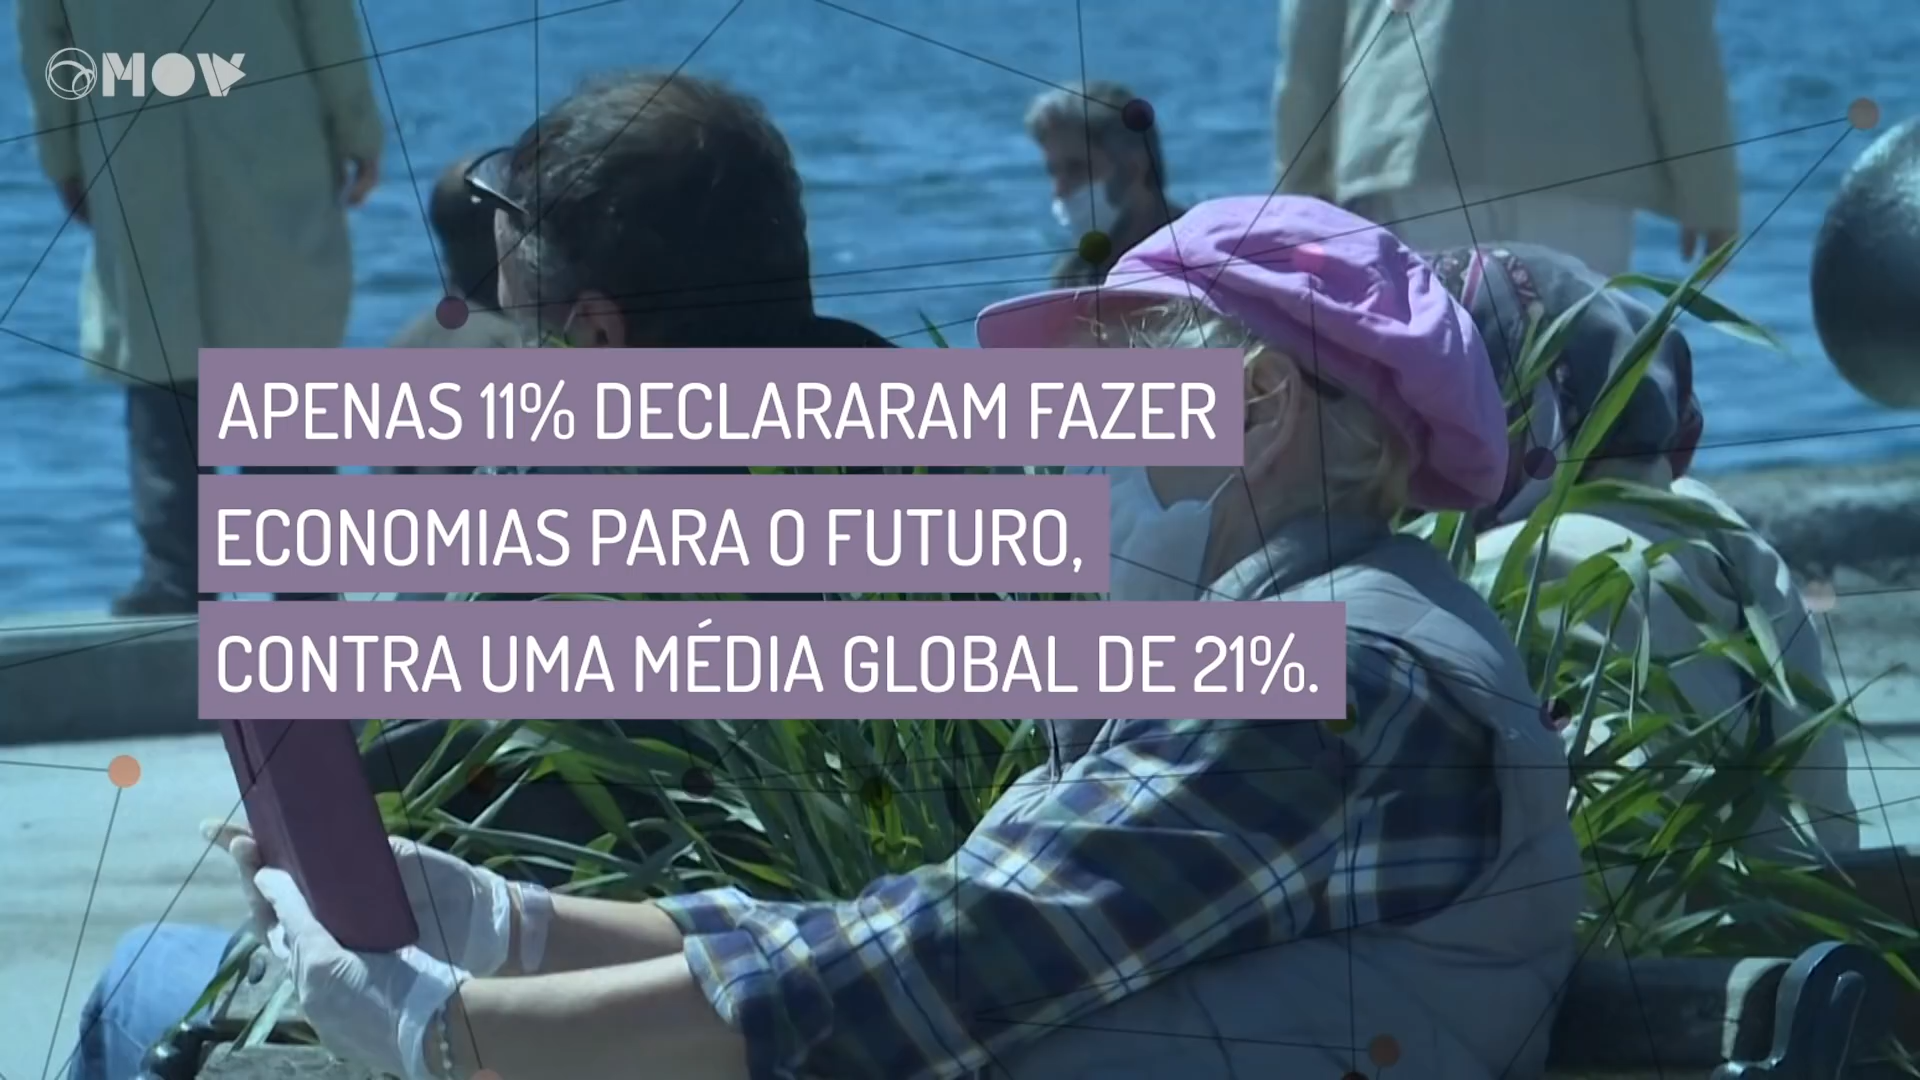 MOV
APENAS 11% DECLARARAM FAZER
ECONOMIAS PARA O FUTURO,
CONTRA UMA MÉDIA GLOBAL DE 21%.